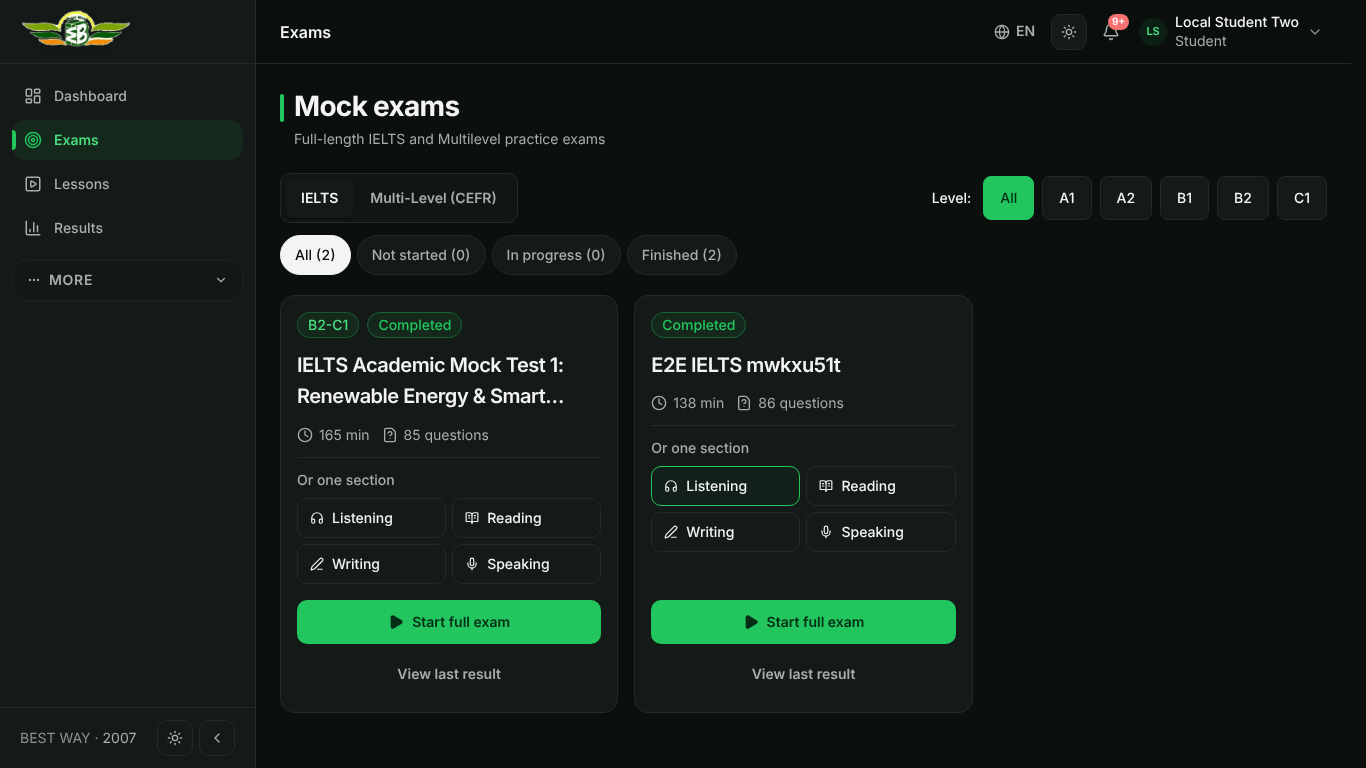 Exams
EN
9+
LS
Local Student Two
Student
Dashboard
Exams
Lessons
Results
··· MORE
BEST WAY · 2007
Mock exams
Full-length IELTS and Multilevel practice exams
IELTS
Multi-Level (CEFR)
Level:
All
A1
A2
B1
B2
C1
All (2)
Not started (0)
In progress (0)
Finished (2)
B2-C1
Completed
IELTS Academic Mock Test 1:
Renewable Energy & Smart...
165 min
85 questions
Or one section
Listening
Reading
Writing
Speaking
Start full exam
View last result
Completed
E2E IELTS mwkxu51t
138 min
86 questions
Or one section
Listening
Reading
Writing
Speaking
Start full exam
View last result